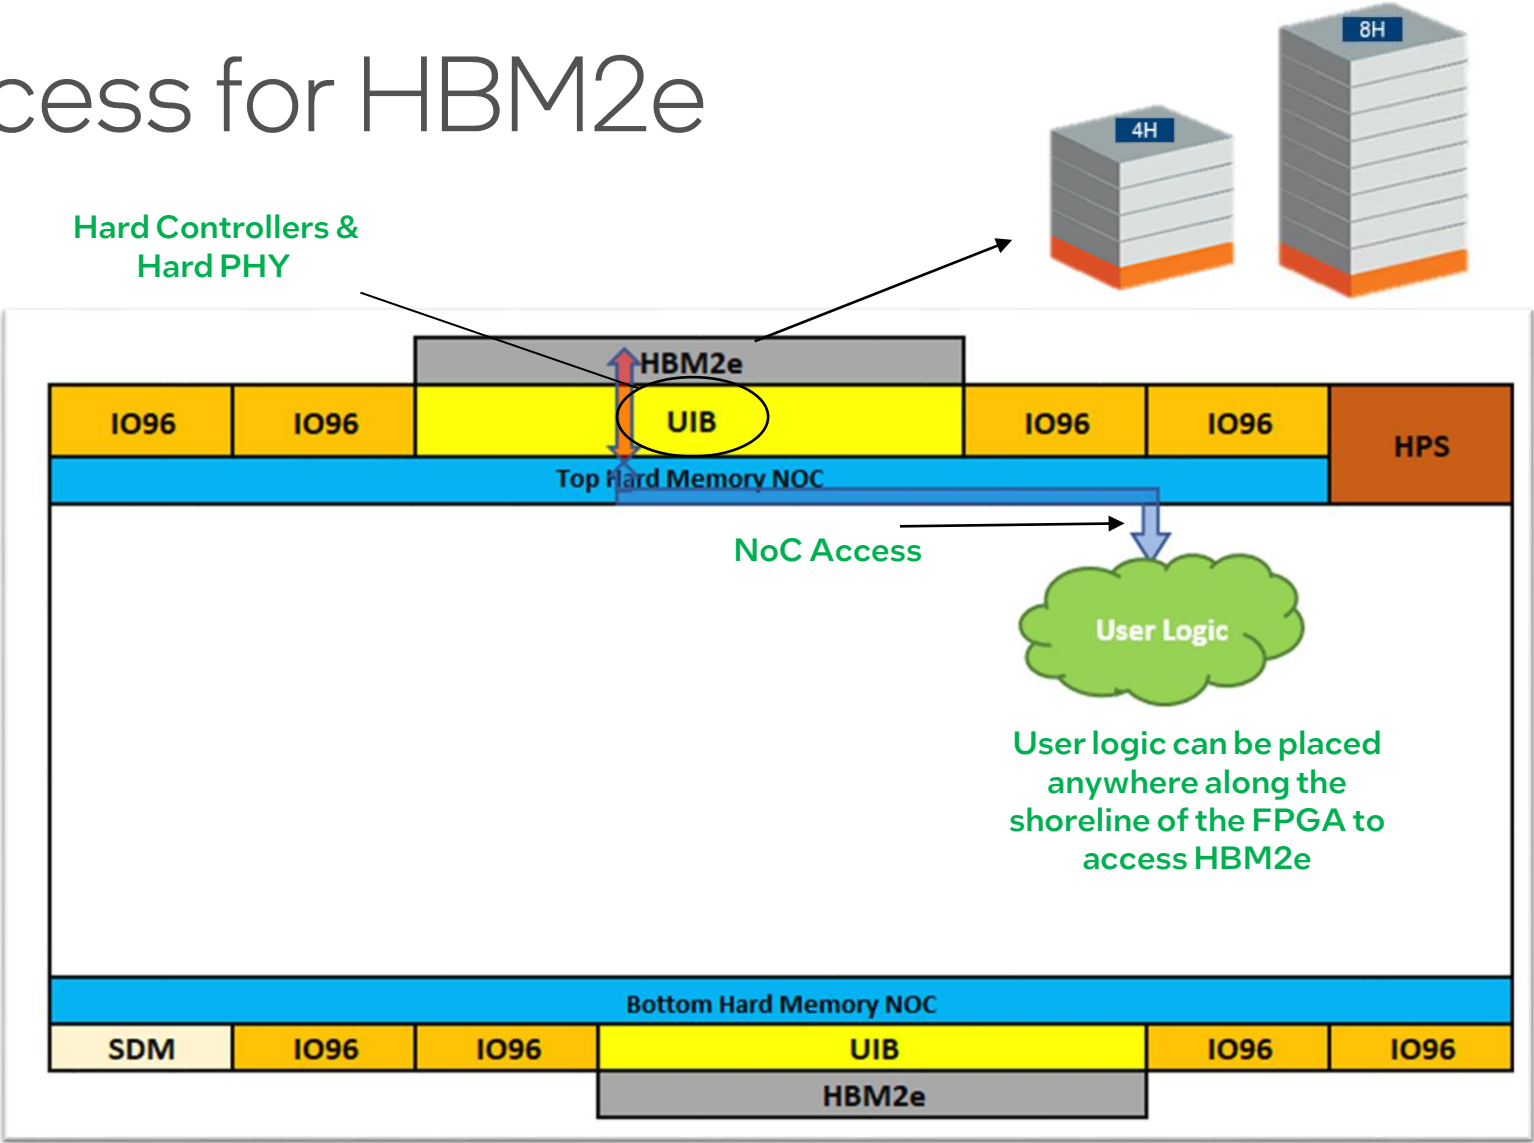 cess for HBM2e
8H
4H
Hard Controllers &
Hard PHY
HBM2e
IO96
IO96
UIB
IO96
IO96
HPS
Top Hard Memory NOC
NoC Access
User Logic
User logic can be placed
anywhere along the
shoreline of the FPGA to
access HBM2e
Bottom Hard Memory NOC
SDM
IO96
IO96
UIB
IO96
IO96
HBM2e